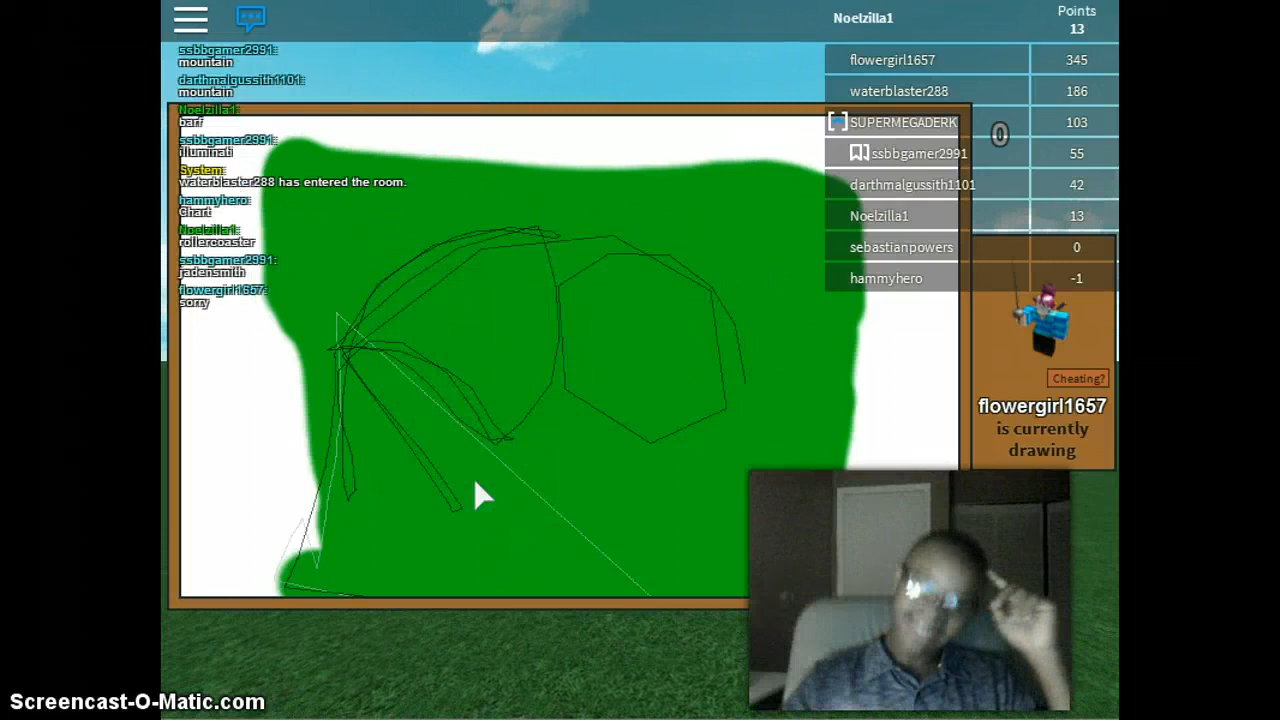 Noelzilla1
Points
13
ssbbgamer2991:
mountain
darthmalgussith1101:
mountain
Noelzilla1:
barf
ssbbgamer2991:
illuminati
System:
waterblaster288 has entered the room.
hammyhero:
Chart
Noelzilla1:
rollercoaster
ssbbgamer2991:
jadensmith
flowergirl1657:
sorry
flowergirl1657 345
waterblaster288 186
SUPERMEGADERK 103
ssbbgamer2991 55
darthmalgussith1101 42
Noelzilla1 13
sebastianpowers 0
hammyhero -1
0
Cheating?
flowergirl1657
is currently
drawing
Screencast-O-Matic.com